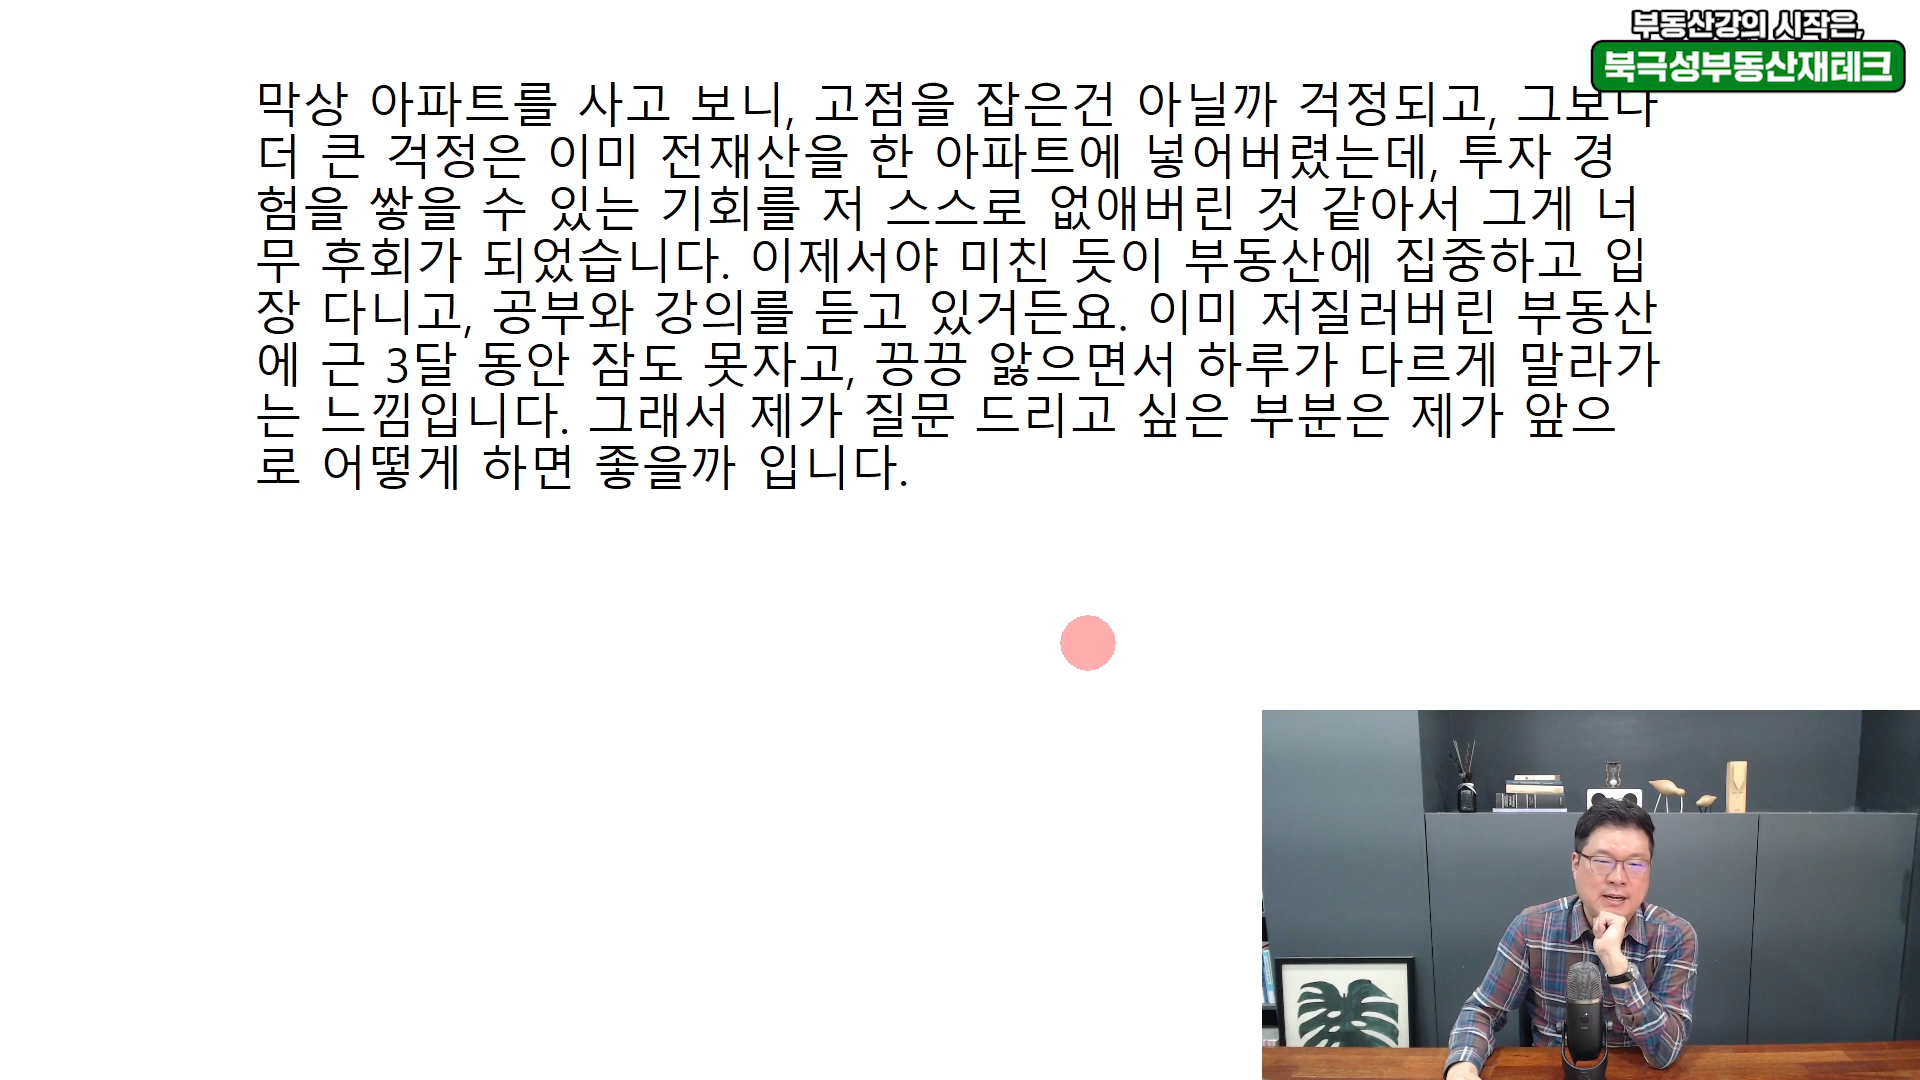 부동산강의 시작은,
북극성부동산재테크
막상 아파트를 사고 보니, 고점을 잡은건 아닐까 걱정되고, 그보다
더 큰 걱정은 이미 전재산을 한 아파트에 넣어버렸는데, 투자 경
험을 쌓을 수 있는 기회를 저 스스로 없애버린 것 같아서 그게 너
무 후회가 되었습니다. 이제서야 미친 듯이 부동산에 집중하고 입
장 다니고, 공부와 강의를 듣고 있거든요. 이미 저질러버린 부동산
에 근 3달 동안 잠도 못자고, 끙끙 앓으면서 하루가 다르게 말라가
는 느낌입니다. 그래서 제가 질문 드리고 싶은 부분은 제가 앞으
로 어떻게 하면 좋을까 입니다.